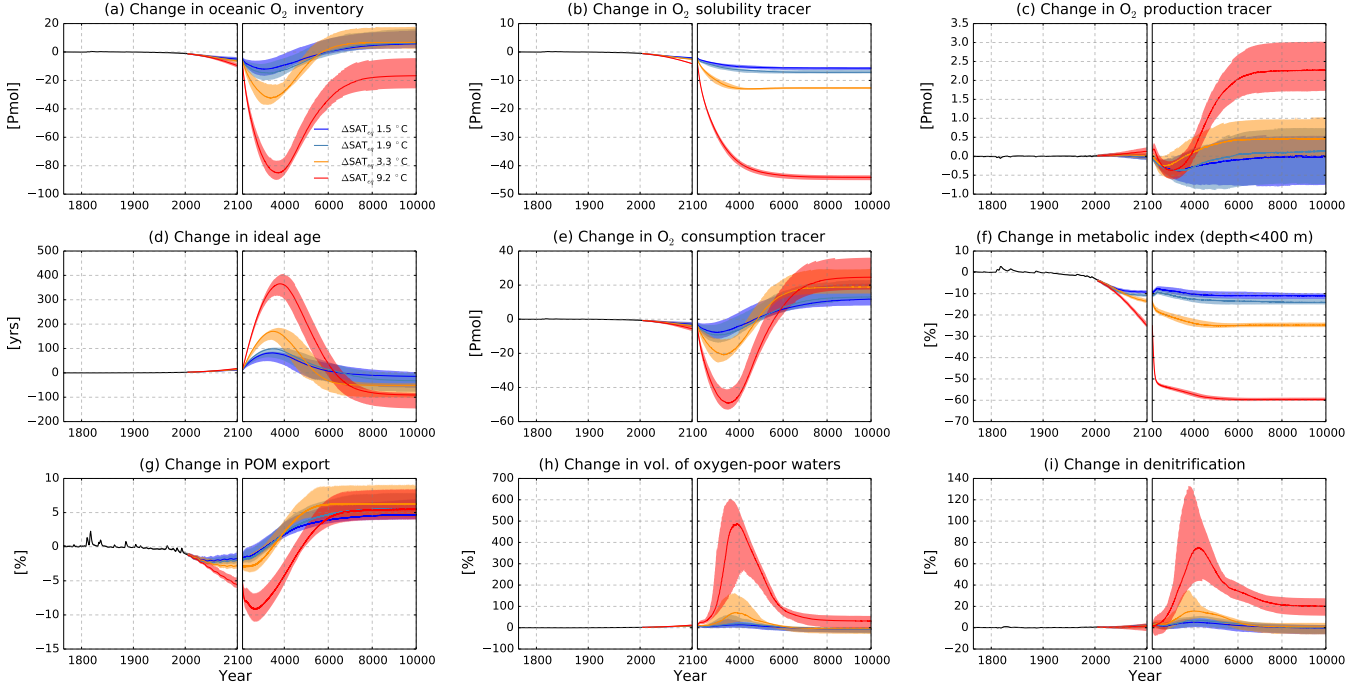 (a) Change in oceanic O₂ inventory
20
0
−20
−40
−60
−80
−100
[Pmol]
ΔSAT_eq 1.5 °C
ΔSAT_eq 1.9 °C
ΔSAT_eq 3.3 °C
ΔSAT_eq 9.2 °C
1800 1900 2000 2100 4000 6000 8000 10000
(b) Change in O₂ solubility tracer
10
0
−10
−20
−30
−40
−50
[Pmol]
1800 1900 2000 2100 4000 6000 8000 10000
(c) Change in O₂ production tracer
3.5
3.0
2.5
2.0
1.5
1.0
0.5
0.0
−0.5
−1.0
[Pmol]
1800 1900 2000 2100 4000 6000 8000 10000
(d) Change in ideal age
500
400
300
200
100
0
−100
−200
[yrs]
1800 1900 2000 2100 4000 6000 8000 10000
(e) Change in O₂ consumption tracer
40
20
0
−20
−40
−60
[Pmol]
1800 1900 2000 2100 4000 6000 8000 10000
(f) Change in metabolic index (depth<400 m)
10
0
−10
−20
−30
−40
−50
−60
−70
[%]
1800 1900 2000 2100 4000 6000 8000 10000
(g) Change in POM export
10
5
0
−5
−10
−15
[%]
1800 1900 2000 2100 4000 6000 8000 10000
Year
(h) Change in vol. of oxygen-poor waters
700
600
500
400
300
200
100
0
−100
[%]
1800 1900 2000 2100 4000 6000 8000 10000
Year
(i) Change in denitrification
140
120
100
80
60
40
20
0
−20
[%]
1800 1900 2000 2100 4000 6000 8000 10000
Year